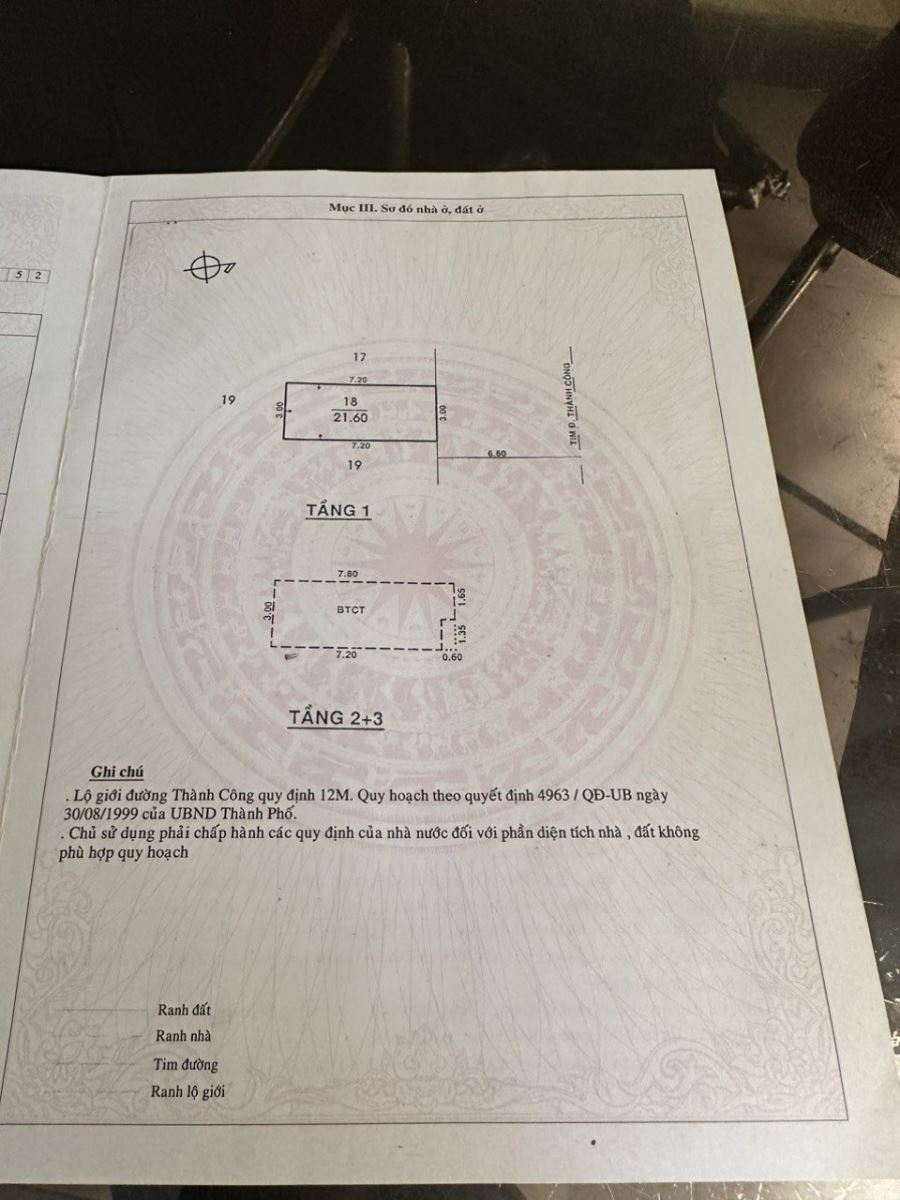 5 2
Mục III. Sơ đồ nhà ở, đất ở
17
7.20
19
3.00
18
21.60
3.00
TIM Đ. THÀNH CÔNG
7.20
6.60
19
TẦNG 1
7.80
3.00
BTCT
1.65
1.35
7.20
0.60
TẦNG 2+3
Ghi chú
. Lộ giới đường Thành Công quy định 12M. Quy hoạch theo quyết định 4963 / QĐ-UB ngày
30/08/1999 của UBND Thành Phố.
. Chủ sử dụng phải chấp hành các quy định của nhà nước đối với phần diện tích nhà , đất không
phù hợp quy hoạch
Ranh đất
Ranh nhà
Tim đường
Ranh lộ giới